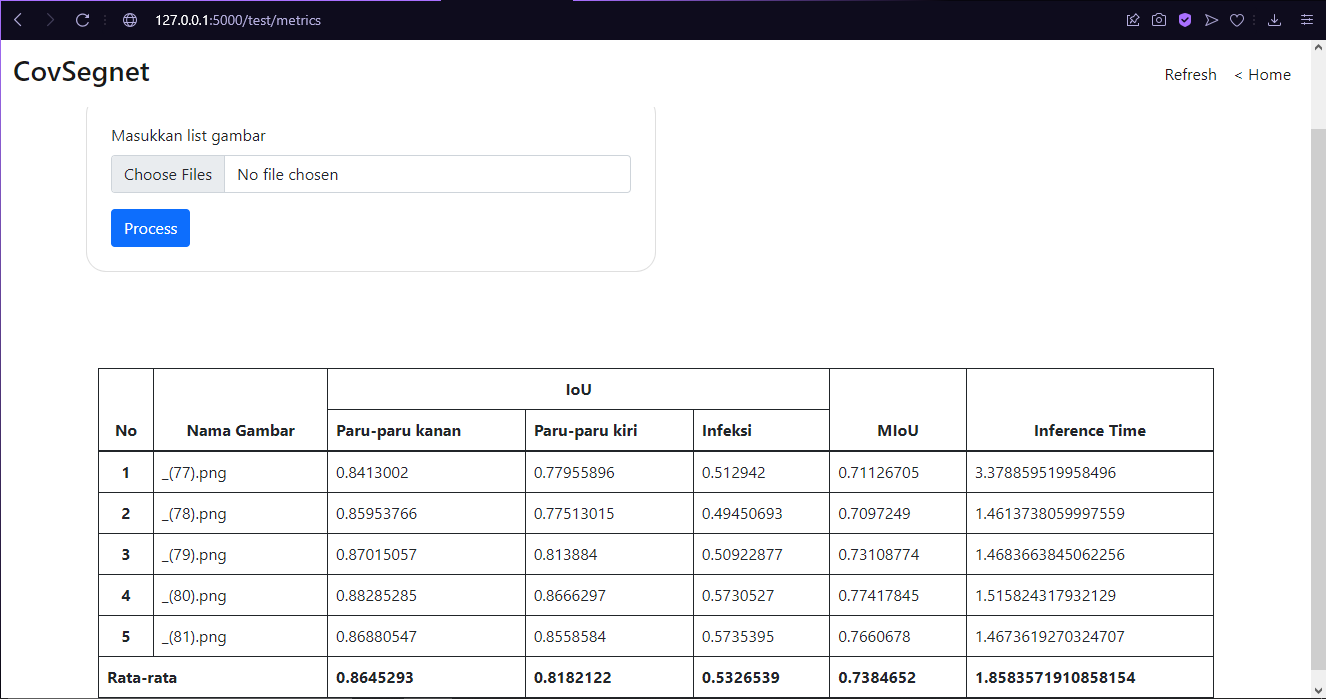 127.0.0.1:5000/test/metrics
CovSegnet
Refresh < Home
Masukkan list gambar
Choose Files No file chosen
Process
IoU
No Nama Gambar Paru-paru kanan Paru-paru kiri Infeksi MIoU Inference Time
1 _(77).png 0.8413002 0.77955896 0.512942 0.71126705 3.378859519958496
2 _(78).png 0.85953766 0.77513015 0.49450693 0.7097249 1.4613738059997559
3 _(79).png 0.87015057 0.813884 0.50922877 0.73108774 1.4683663845062256
4 _(80).png 0.88285285 0.8666297 0.5730527 0.77417845 1.515824317932129
5 _(81).png 0.86880547 0.8558584 0.5735395 0.7660678 1.4673619270324707
Rata-rata 0.8645293 0.8182122 0.5326539 0.7384652 1.8583571910858154